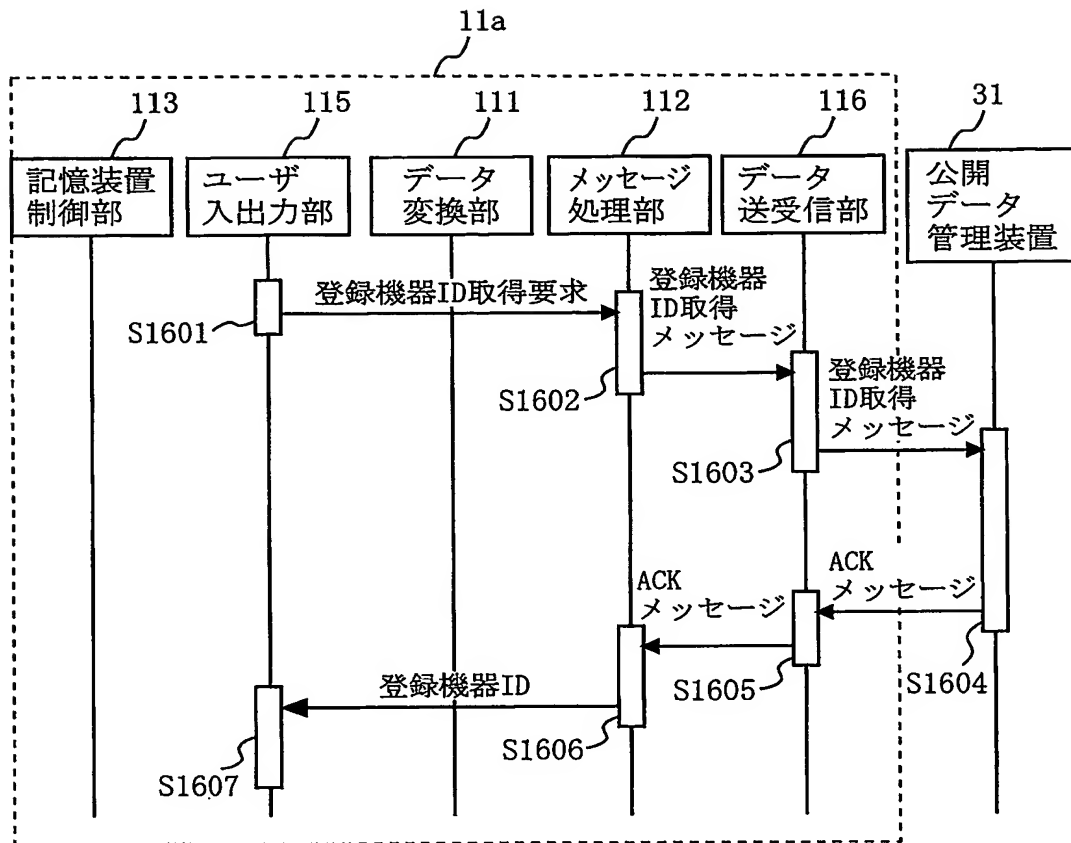 11a
113
115
111
112
116
31
記憶装置
制御部
ユーザ
入出力部
データ
変換部
メッセージ
処理部
データ
送受信部
公開
データ
管理装置
登録機器ID取得要求
S1601
登録機器
ID取得
メッセージ
S1602
登録機器
ID取得
メッセージ
S1603
ACK
メッセージ
S1604
ACK
メッセージ
S1605
登録機器ID
S1606
S1607